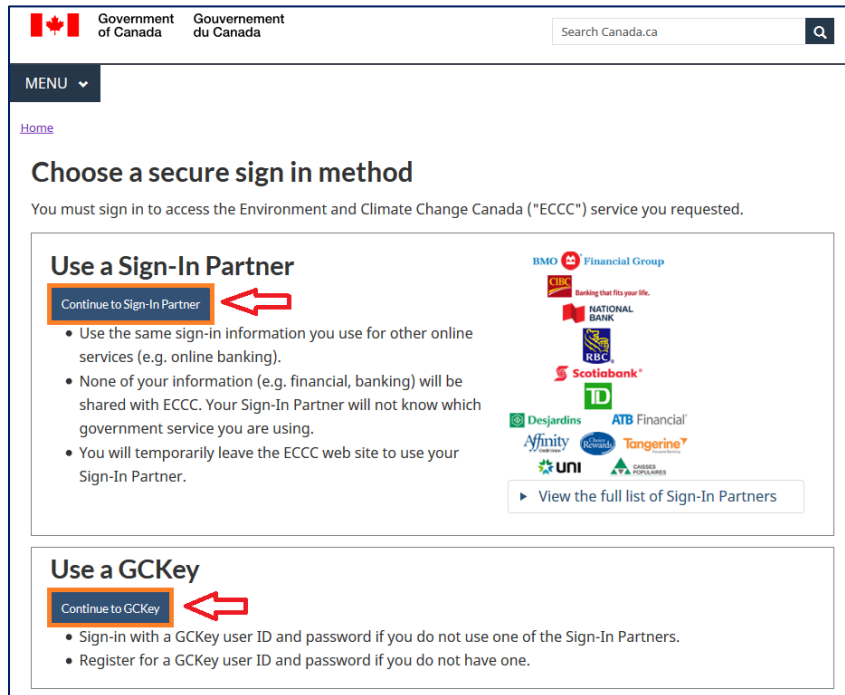 Government of Canada
Gouvernement du Canada
Search Canada.ca
MENU
Home
Choose a secure sign in method
You must sign in to access the Environment and Climate Change Canada ("ECCC") service you requested.
Use a Sign-In Partner
Continue to Sign-In Partner
• Use the same sign-in information you use for other online
services (e.g. online banking).
• None of your information (e.g. financial, banking) will be
shared with ECCC. Your Sign-In Partner will not know which
government service you are using.
• You will temporarily leave the ECCC web site to use your
Sign-In Partner.
BMO Financial Group
CIBC
Banking that fits your life.
NATIONAL
BANK
RBC
Scotiabank
TD
Desjardins ATB Financial
Affinity Choice Rewards Tangerine
UNI CAISSES
POPULAIRES
View the full list of Sign-In Partners
Use a GCKey
Continue to GCKey
• Sign-in with a GCKey user ID and password if you do not use one of the Sign-In Partners.
• Register for a GCKey user ID and password if you do not have one.